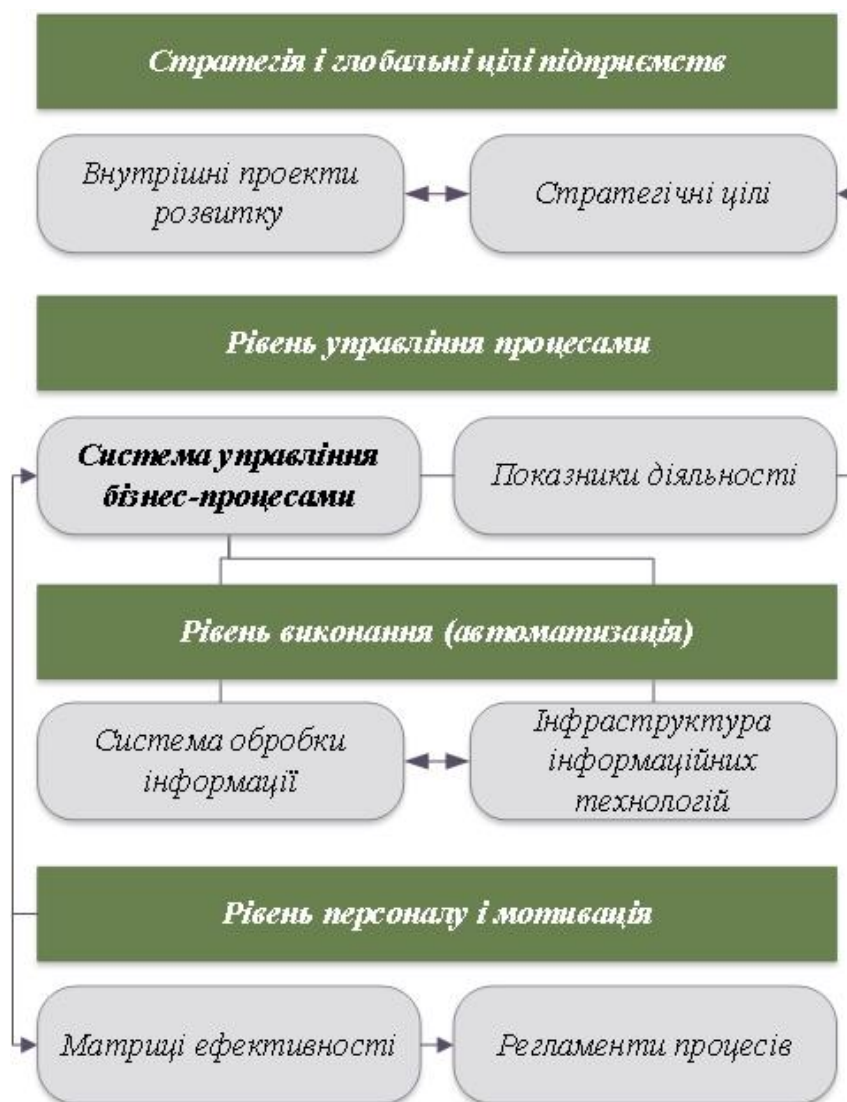 Стратегія і глобальні цілі підприємств
Внутрішні проекти
розвитку
Стратегічні цілі
Рівень управління процесами
Система управління
бізнес-процесами
Показники діяльності
Рівень виконання (автоматизація)
Система обробки
інформації
Інфраструктура
інформаційних
технологій
Рівень персоналу і мотивація
Матриці ефективності
Регламенти процесів